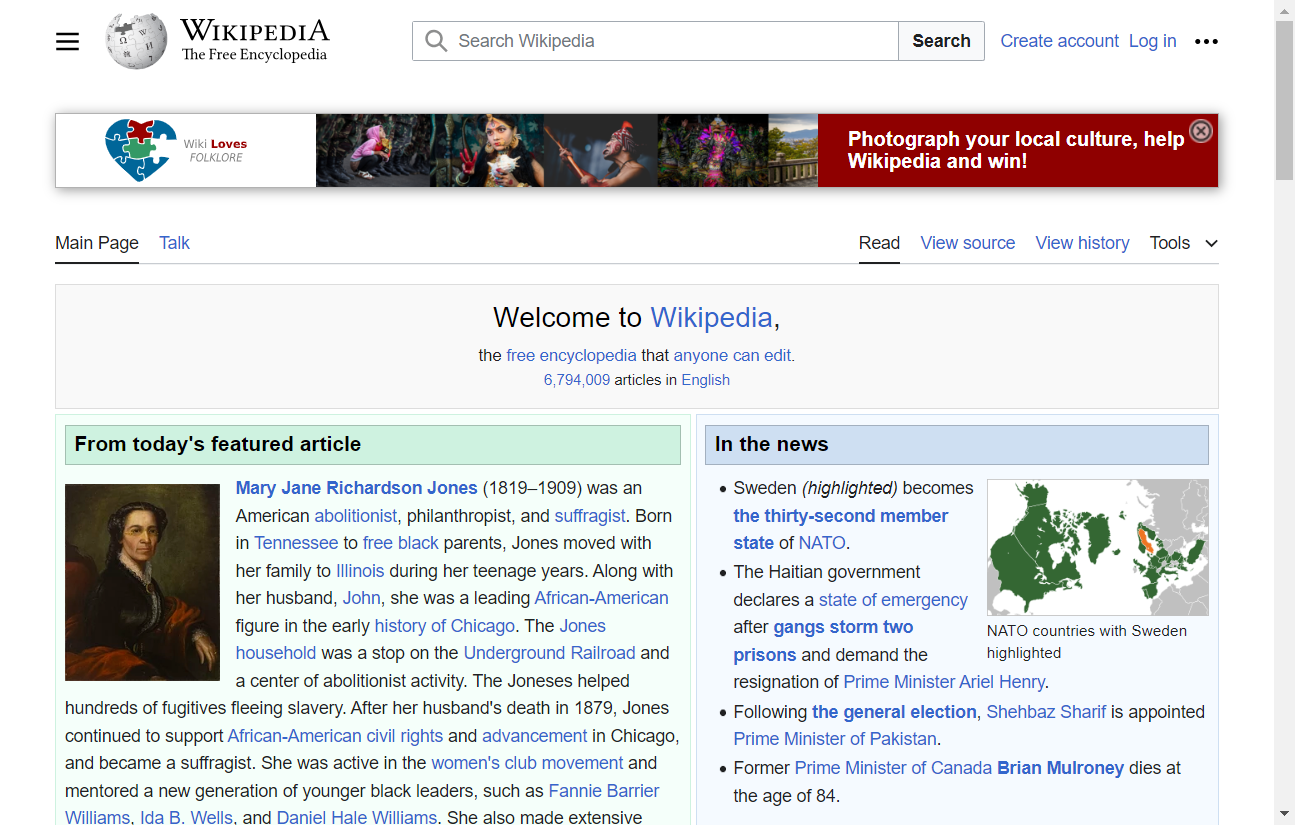 WIKIPEDIA
The Free Encyclopedia
Search Wikipedia
Search
Create account
Log in
Wiki Loves
FOLKLORE
Photograph your local culture, help
Wikipedia and win!
Main Page
Talk
Read
View source
View history
Tools
Welcome to Wikipedia,
the free encyclopedia that anyone can edit.
6,794,009 articles in English
From today's featured article
Mary Jane Richardson Jones (1819–1909) was an
American abolitionist, philanthropist, and suffragist. Born
in Tennessee to free black parents, Jones moved with
her family to Illinois during her teenage years. Along with
her husband, John, she was a leading African-American
figure in the early history of Chicago. The Jones
household was a stop on the Underground Railroad and
a center of abolitionist activity. The Joneses helped
hundreds of fugitives fleeing slavery. After her husband's death in 1879, Jones
continued to support African-American civil rights and advancement in Chicago,
and became a suffragist. She was active in the women's club movement and
mentored a new generation of younger black leaders, such as Fannie Barrier
Williams, Ida B. Wells, and Daniel Hale Williams. She also made extensive
In the news
Sweden (highlighted) becomes
the thirty-second member
state of NATO.
The Haitian government
declares a state of emergency
after gangs storm two
prisons and demand the
resignation of Prime Minister Ariel Henry.
Following the general election, Shehbaz Sharif is appointed
Prime Minister of Pakistan.
Former Prime Minister of Canada Brian Mulroney dies at
the age of 84.
NATO countries with Sweden
highlighted